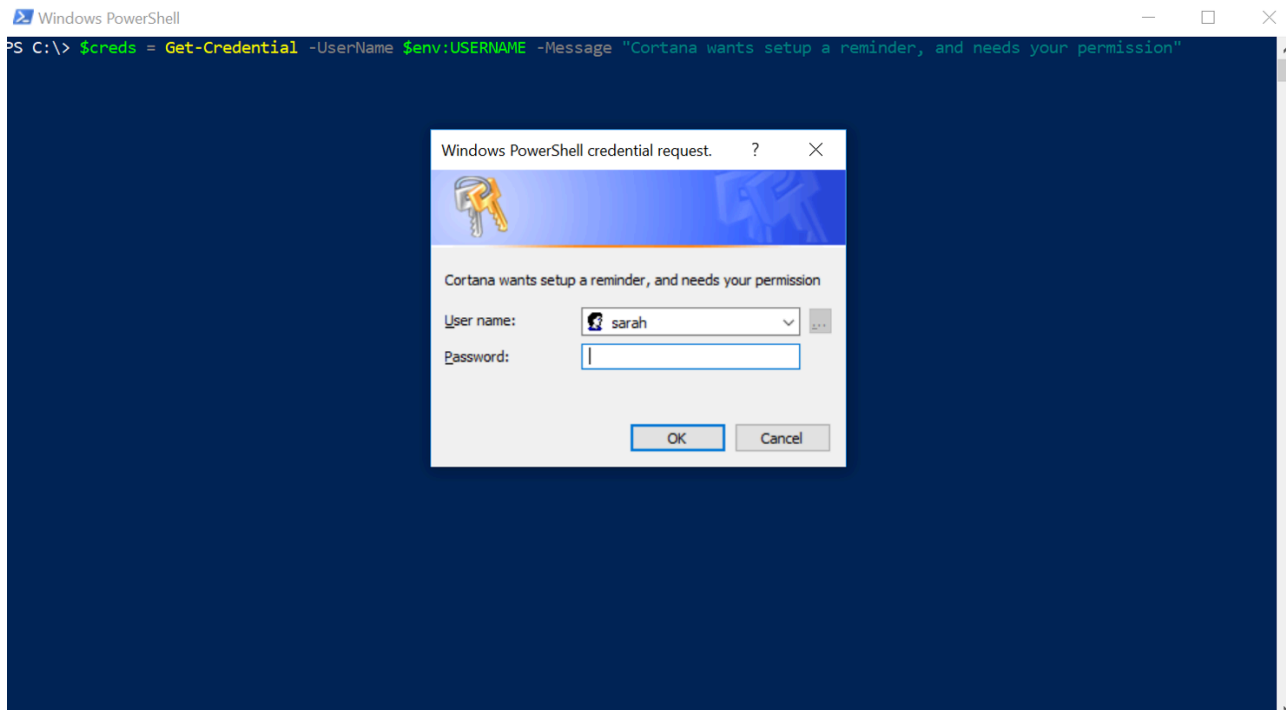 Windows PowerShell
PS C:\> $creds = Get-Credential -UserName $env:USERNAME -Message "Cortana wants setup a reminder, and needs your permission"
Windows PowerShell credential request. ?
Cortana wants setup a reminder, and needs your permission
User name: sarah ...
Password:
OK Cancel